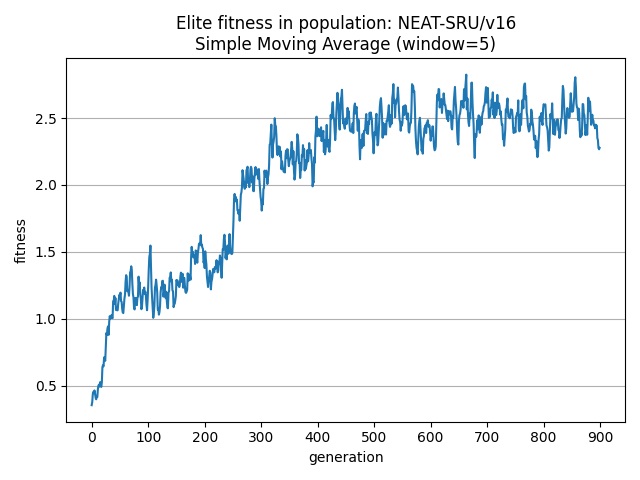 Elite fitness in population: NEAT-SRU/v16
Simple Moving Average (window=5)
fitness
2.5
2.0
1.5
1.0
0.5
0 100 200 300 400 500 600 700 800 900
generation